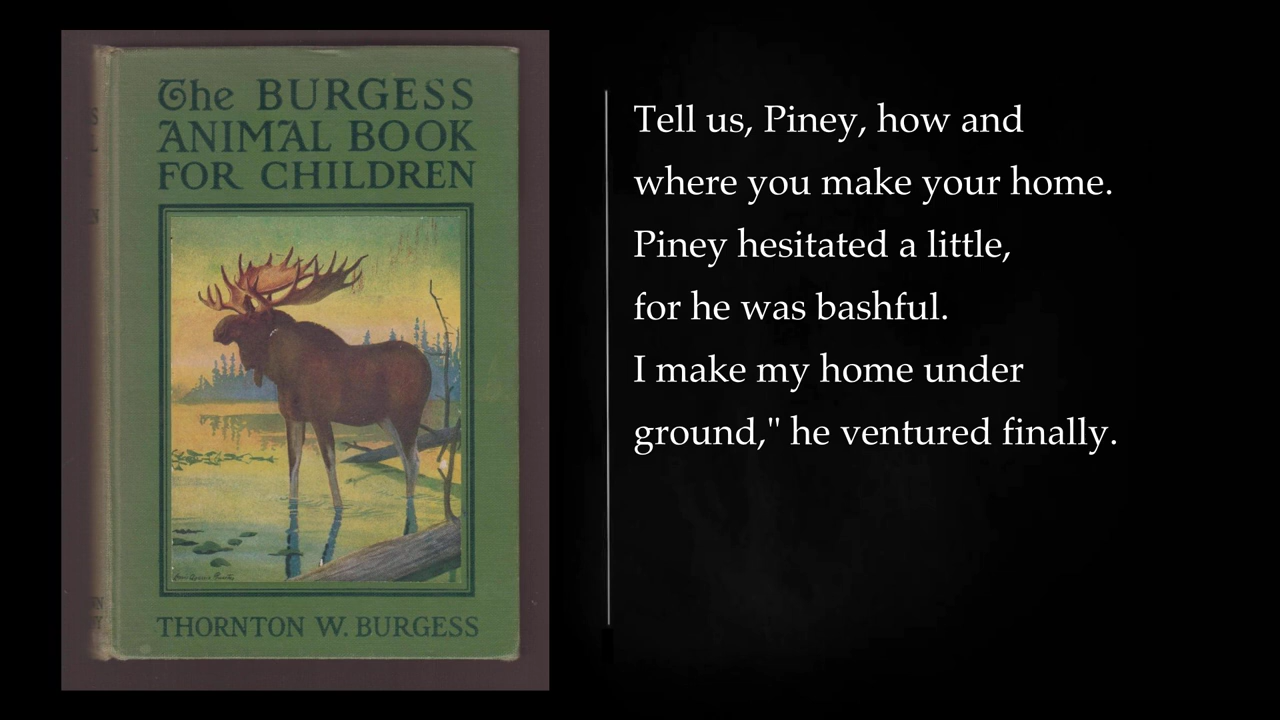 The BURGESS
ANIMAL BOOK
FOR CHILDREN
THORNTON W. BURGESS
Tell us, Piney, how and
where you make your home.
Piney hesitated a little,
for he was bashful.
I make my home under
ground," he ventured finally.